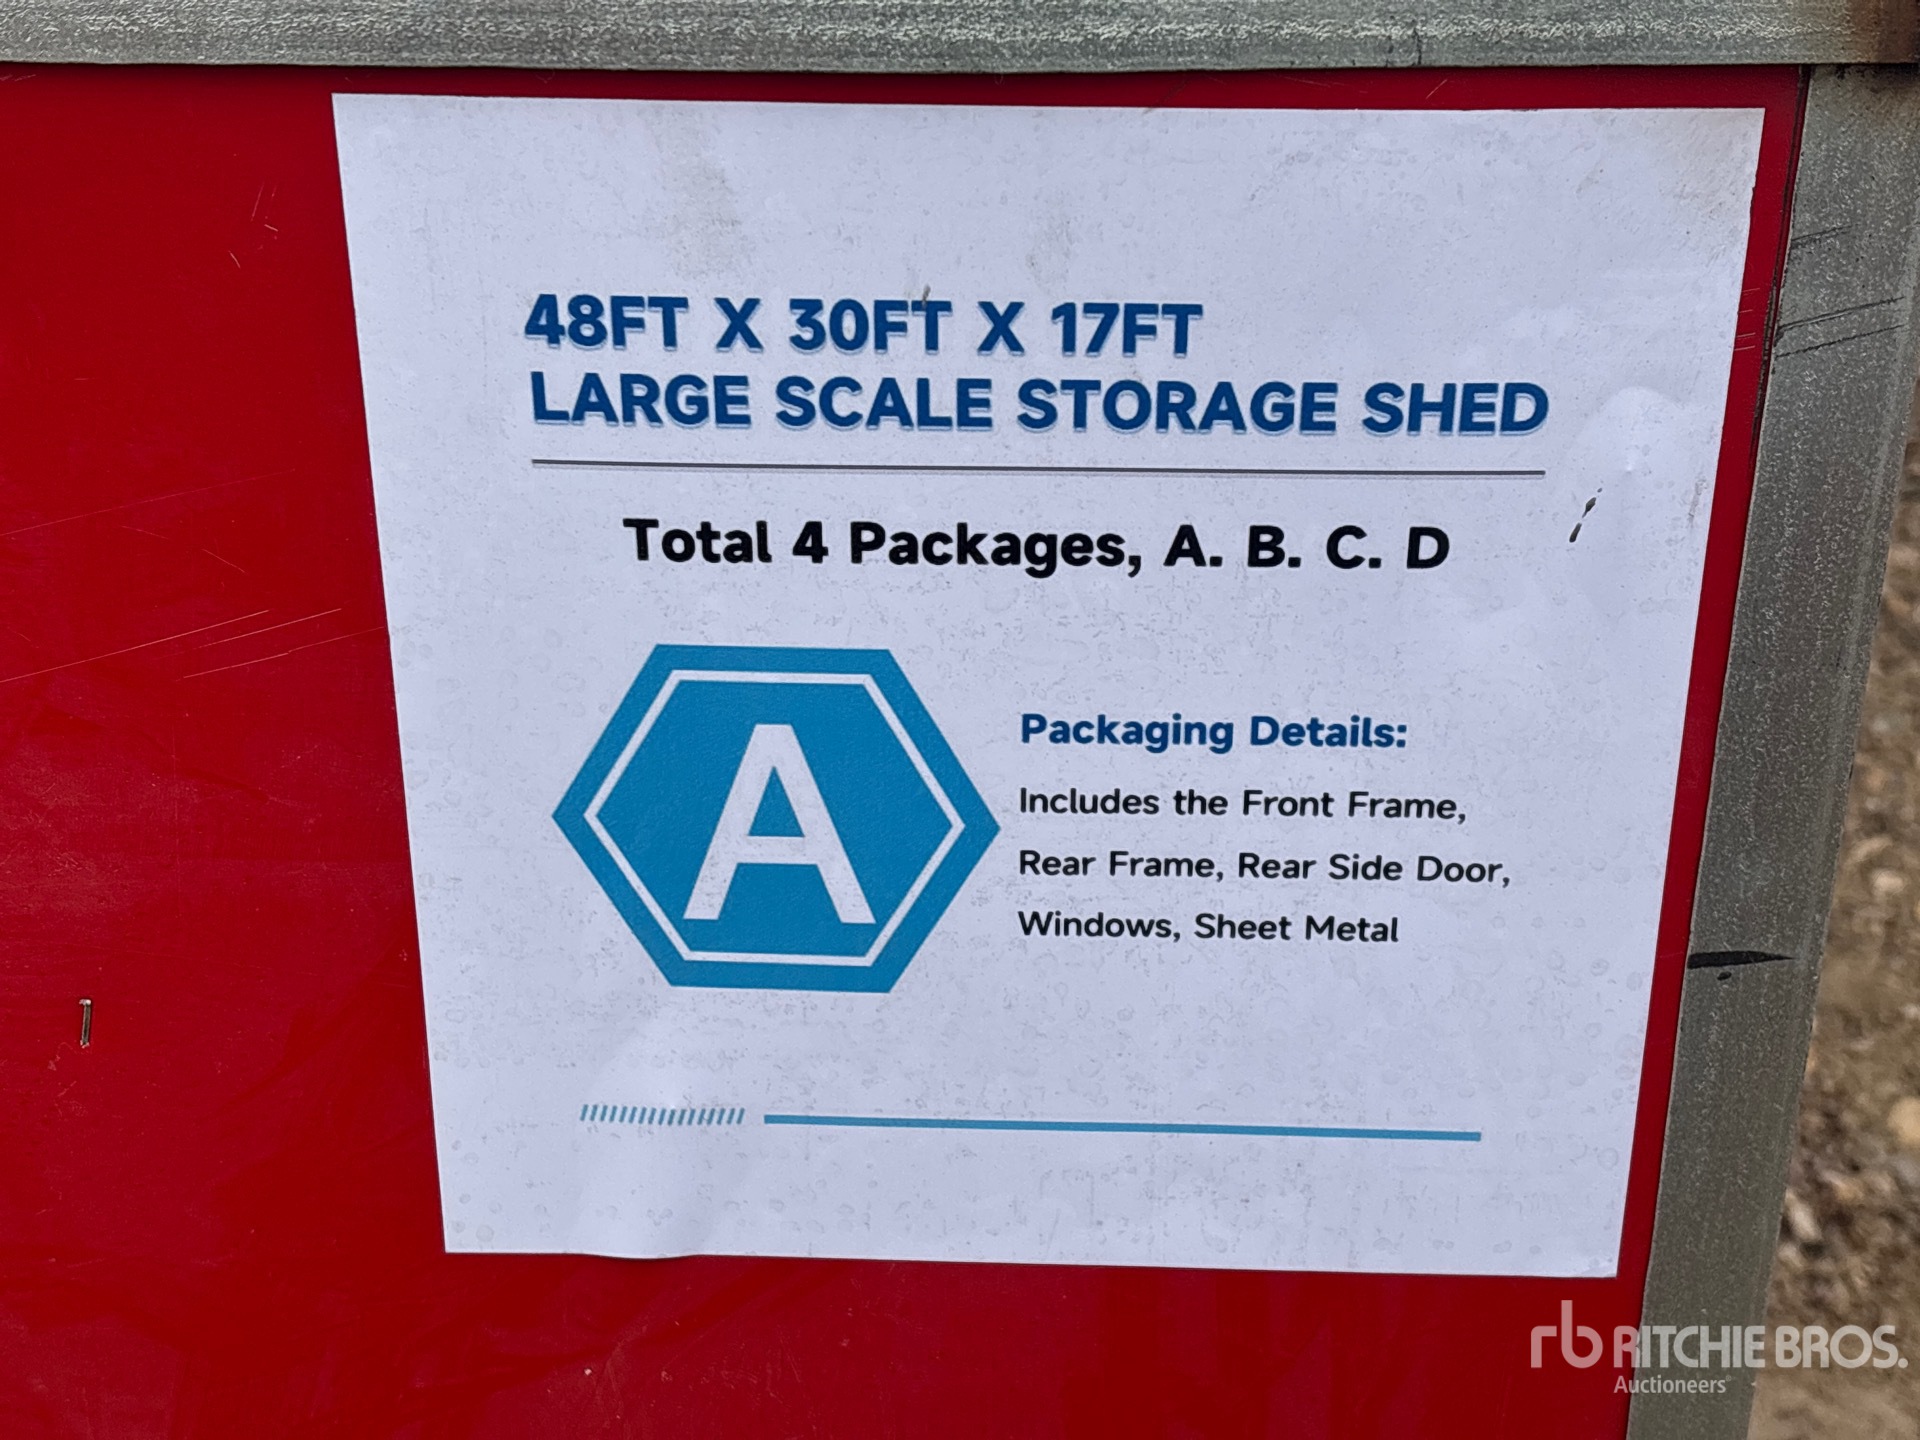 48FT X 30FT X 17FT
LARGE SCALE STORAGE SHED
Total 4 Packages, A. B. C. D
A
Packaging Details:
Includes the Front Frame,
Rear Frame, Rear Side Door,
Windows, Sheet Metal
rb RITCHIE BROS.
Auctioneers